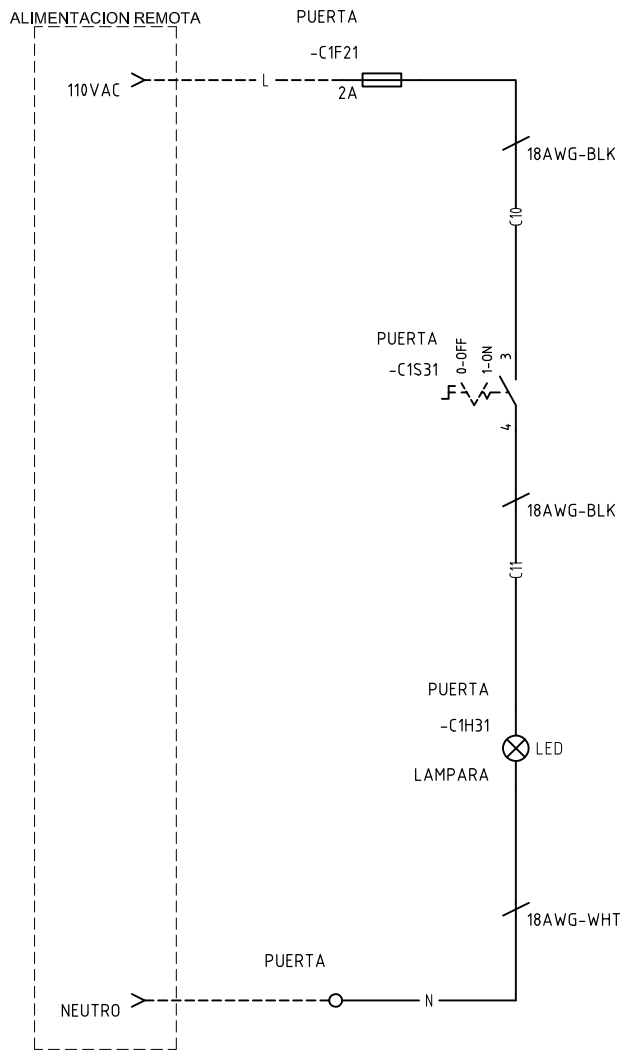 ALIMENTACION REMOTA
PUERTA
-C1F21
110VAC
L
2A
18AWG-BLK
C10
PUERTA
-C1S31
0-OFF
1-ON
3
4
18AWG-BLK
C11
PUERTA
-C1H31
LED
LAMPARA
18AWG-WHT
PUERTA
NEUTRO
N